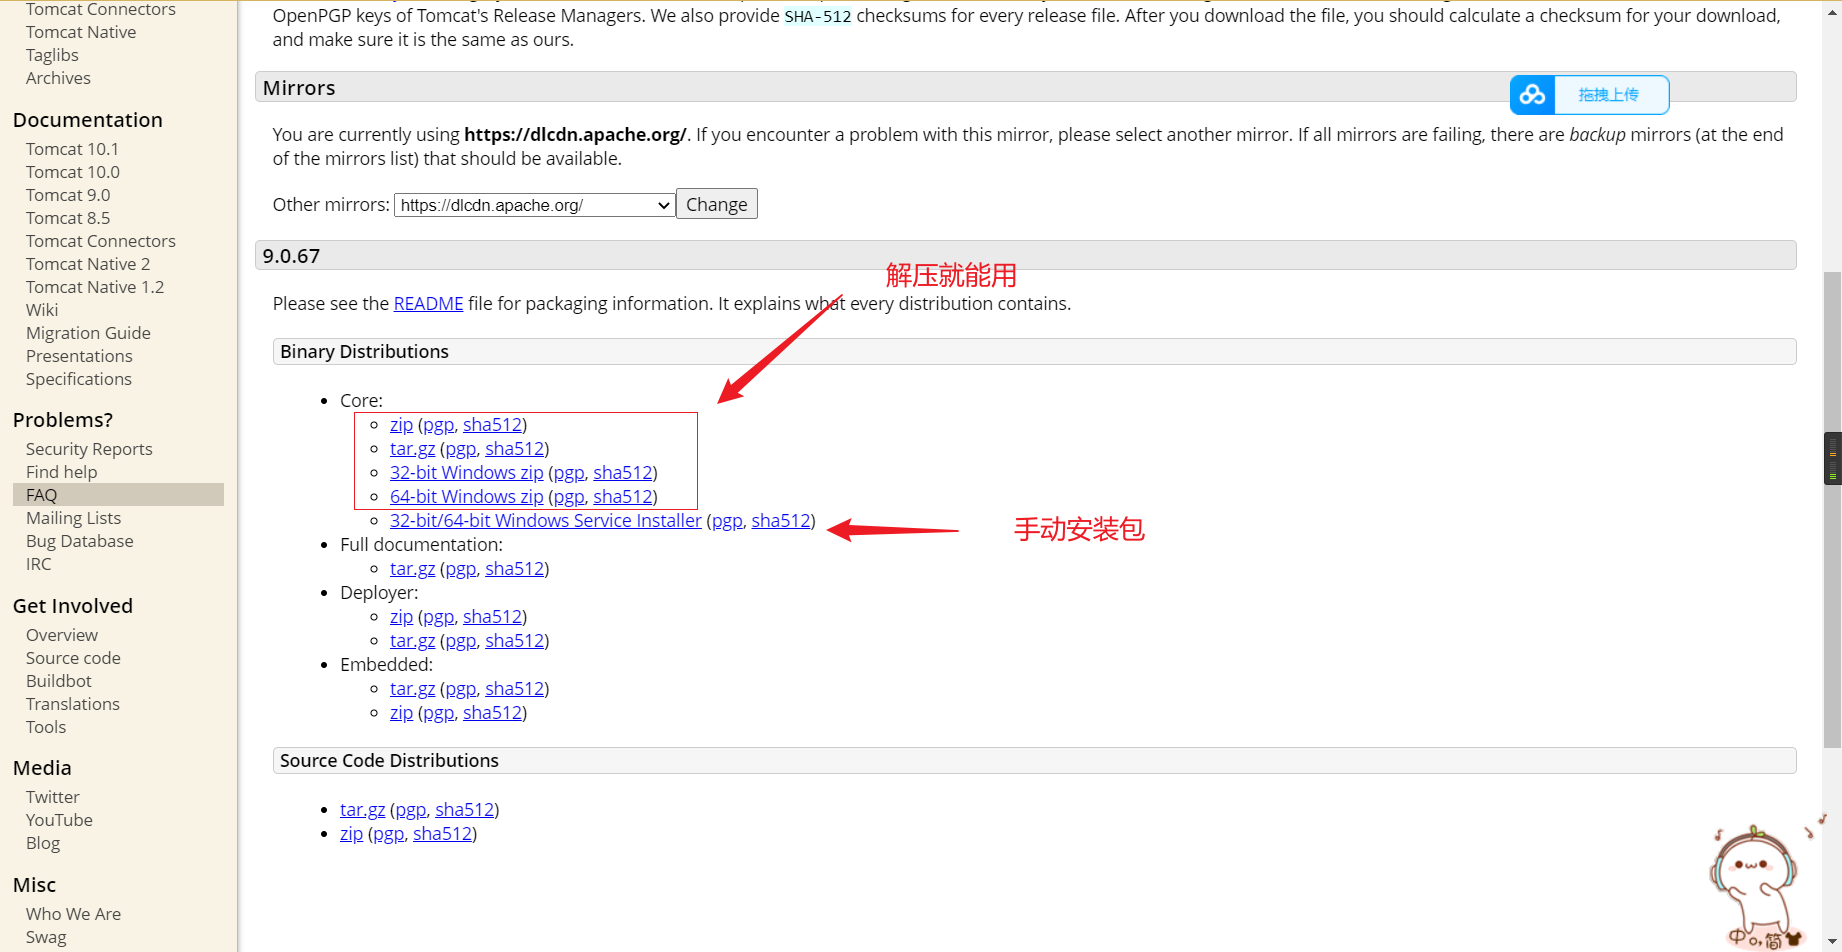 Tomcat Connectors
Tomcat Native
Taglibs
Archives
Documentation
Tomcat 10.1
Tomcat 10.0
Tomcat 9.0
Tomcat 8.5
Tomcat Connectors
Tomcat Native 2
Tomcat Native 1.2
Wiki
Migration Guide
Presentations
Specifications
Problems?
Security Reports
Find help
FAQ
Mailing Lists
Bug Database
IRC
Get Involved
Overview
Source code
Buildbot
Translations
Tools
Media
Twitter
YouTube
Blog
Misc
Who We Are
Swag
OpenPGP keys of Tomcat's Release Managers. We also provide SHA-512 checksums for every release file. After you download the file, you should calculate a checksum for your download,
and make sure it is the same as ours.
Mirrors
拖拽上传
You are currently using https://dlcdn.apache.org/. If you encounter a problem with this mirror, please select another mirror. If all mirrors are failing, there are backup mirrors (at the end
of the mirrors list) that should be available.
Other mirrors: https://dlcdn.apache.org/ Change
9.0.67
解压就能用
Please see the README file for packaging information. It explains what every distribution contains.
Binary Distributions
Core:
zip (pgp, sha512)
tar.gz (pgp, sha512)
32-bit Windows zip (pgp, sha512)
64-bit Windows zip (pgp, sha512)
32-bit/64-bit Windows Service Installer (pgp, sha512)
手动安装包
Full documentation:
tar.gz (pgp, sha512)
Deployer:
zip (pgp, sha512)
tar.gz (pgp, sha512)
Embedded:
tar.gz (pgp, sha512)
zip (pgp, sha512)
Source Code Distributions
tar.gz (pgp, sha512)
zip (pgp, sha512)
中 简